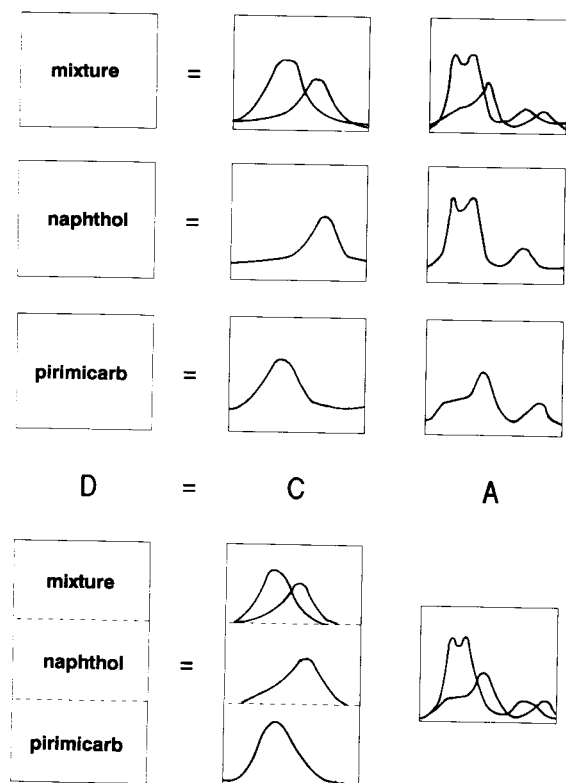 mixture =
naphthol =
pirimicarb =
D = C A
mixture
naphthol =
pirimicarb